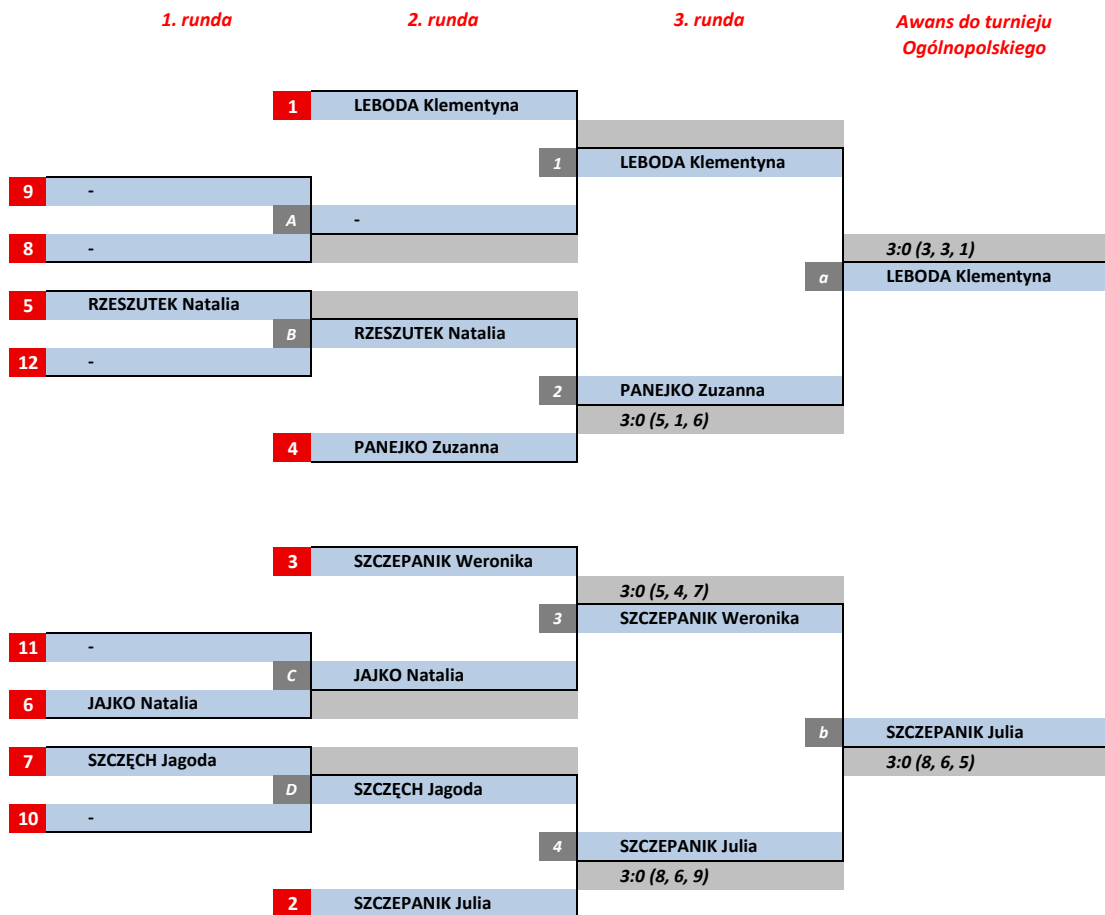 1. runda 2. runda 3. runda Awans do turnieju
Ogólnopolskiego
1 LEBODA Klementyna
1 LEBODA Klementyna
9 -
A -
8 - 3:0 (3, 3, 1)
a LEBODA Klementyna
5 RZESZUTEK Natalia
B RZESZUTEK Natalia
12 -
2 PANEJKO Zuzanna
3:0 (5, 1, 6)
4 PANEJKO Zuzanna
3 SZCZEPANIK Weronika
3:0 (5, 4, 7)
3 SZCZEPANIK Weronika
11 -
C JAJKO Natalia
6 JAJKO Natalia
b SZCZEPANIK Julia
7 SZCZĘCH Jagoda 3:0 (8, 6, 5)
D SZCZĘCH Jagoda
10 -
4 SZCZEPANIK Julia
3:0 (8, 6, 9)
2 SZCZEPANIK Julia